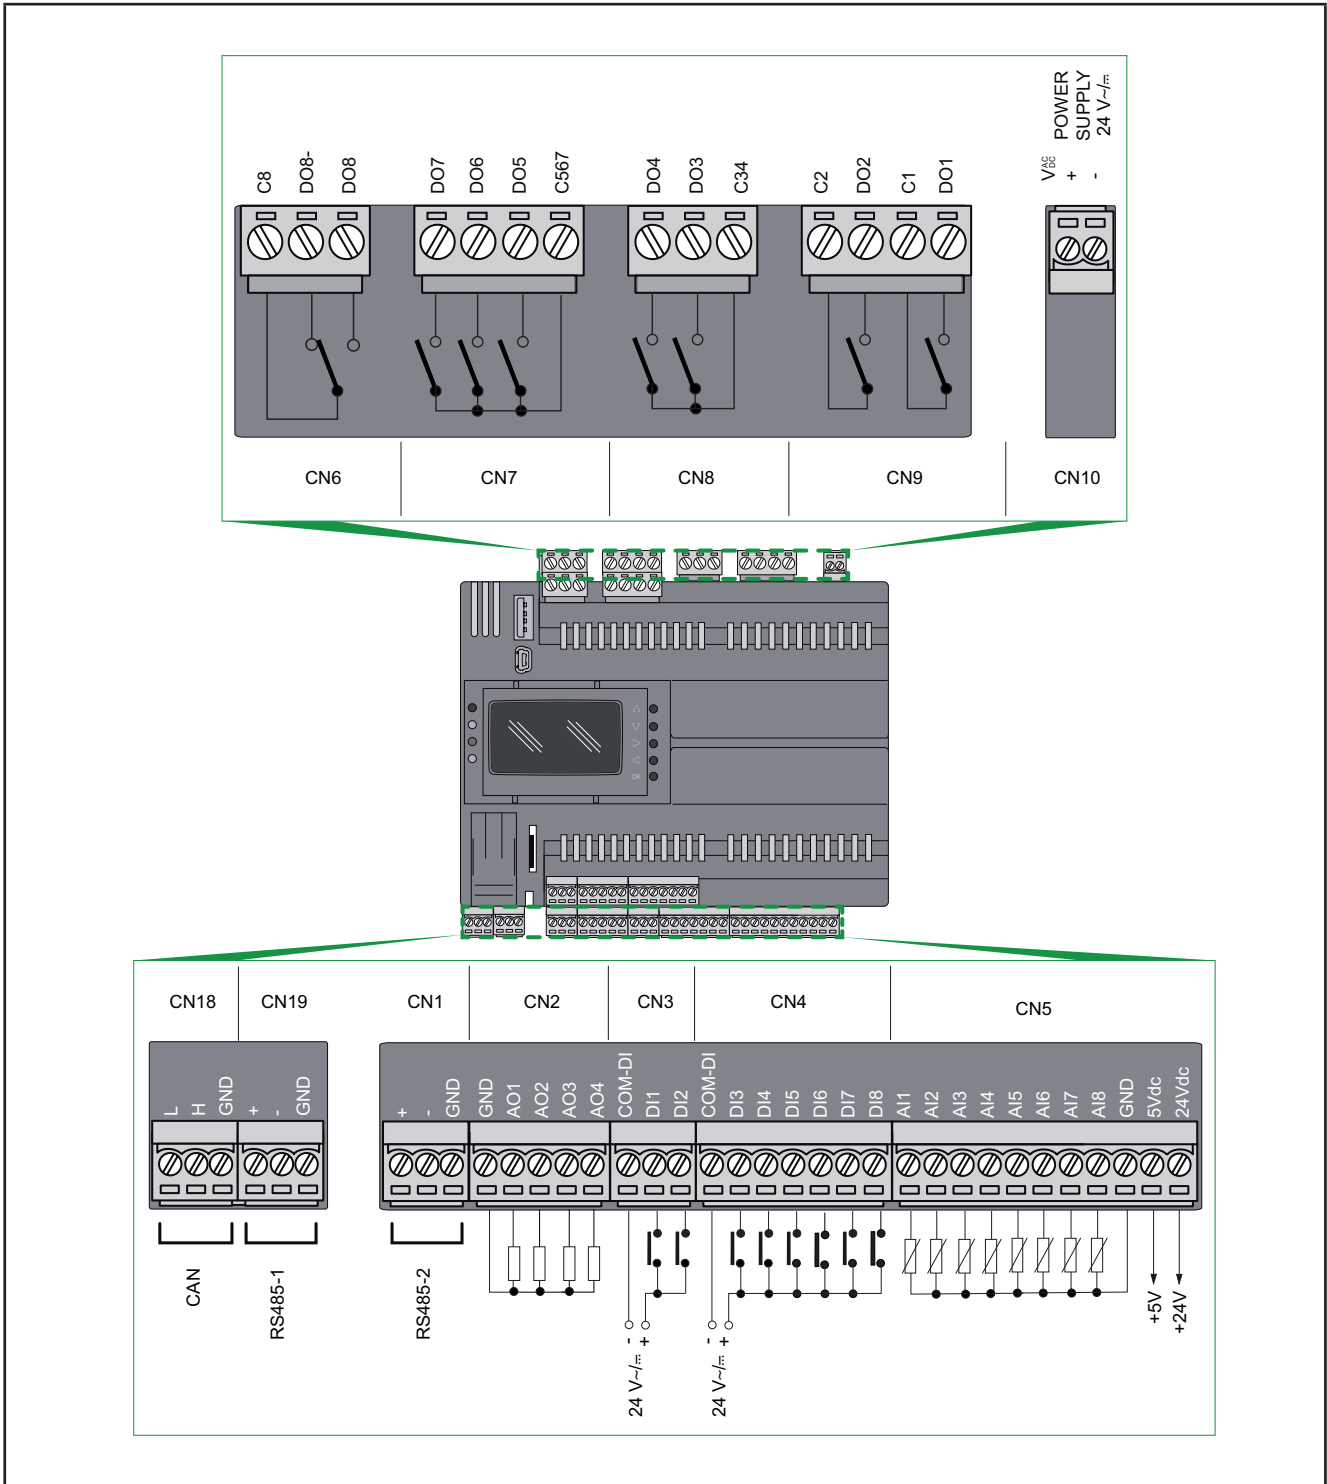 C8
DO8-
DO8
DO7
DO6
DO5
C567
DO4
DO3
C34
C2
DO2
C1
DO1
V AC DC
+
-
POWER
SUPPLY
24 V~/⎓
CN6
CN7
CN8
CN9
CN10
OK
CN18
CN19
CN1
CN2
CN3
CN4
CN5
L
H
GND
+
-
GND
+
-
GND
GND
AO1
AO2
AO3
AO4
COM-DI
DI1
DI2
COM-DI
DI3
DI4
DI5
DI6
DI7
DI8
AI1
AI2
AI3
AI4
AI5
AI6
AI7
AI8
GND
5Vdc
24Vdc
CAN
RS485-1
RS485-2
-
+
24 V~/⎓
-
+
24 V~/⎓
+5V
+24V